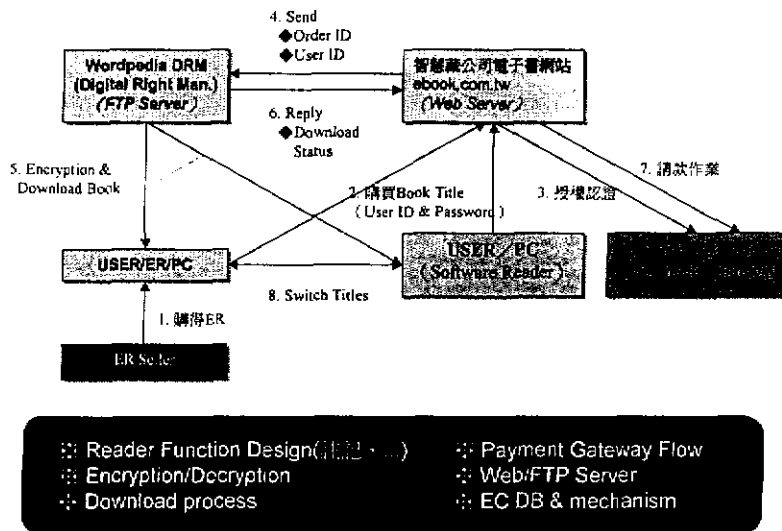 4. Send
◆Order ID
◆User ID
Wordpedia DRM
(Digital Right Man.)
(FTP Server)
智慧藏公司電子書網站
ebook.com.tw
(Web Server)
6. Reply
◆Download
Status
5. Encryption &
Download Book
2. 購買Book Title
(User ID & Password)
7. 請款作業
3. 授權認證
USER/ER/PC
USER/PC
(Software Reader)
8. Switch Titles
1. 購得ER
ER Seller
Reader Function Design(
Payment Gateway Flow
Encryption/Decryption
Web/FTP Server
Download process
EC DB & mechanism